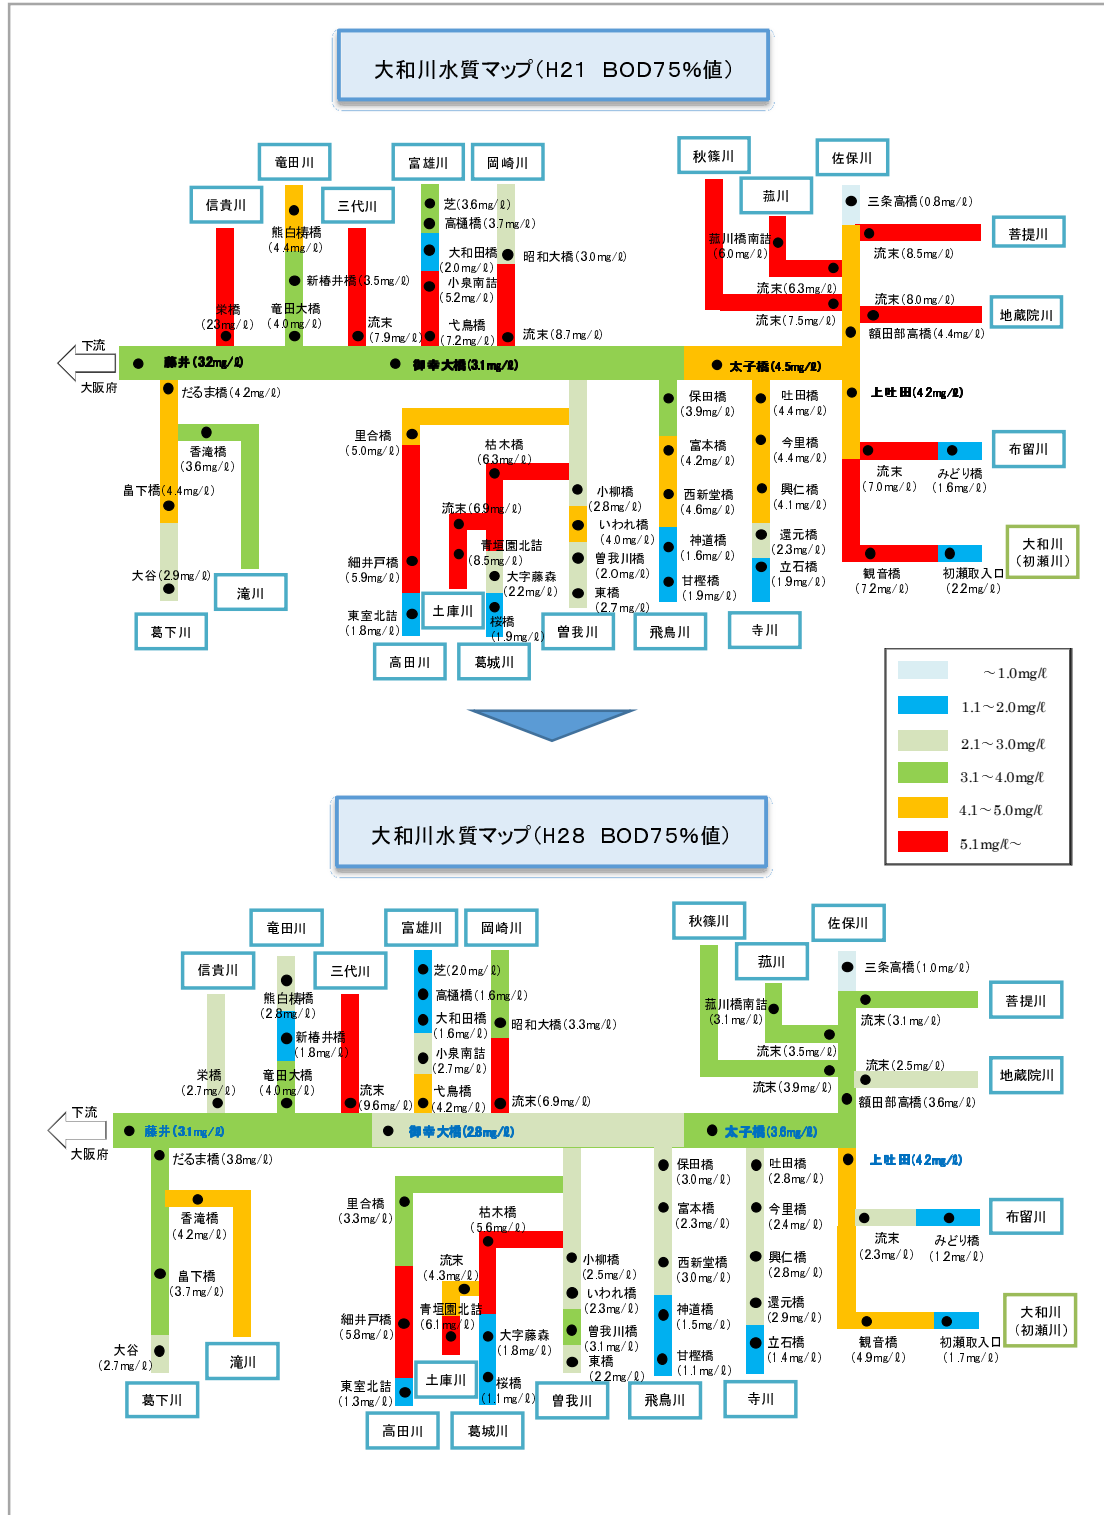 大和川水質マップ(H21 BOD75%値)
秋篠川
佐保川
竜田川
富雄川
岡崎川
菰川
信貴川
三代川
三条高橋(0.8mg/ℓ)
芝(3.6mg/ℓ)
高樋橋(3.7mg/ℓ)
菩提川
熊白梼橋
(4.4mg/ℓ)
菰川橋南詰
(6.0mg/ℓ)
流末(8.5mg/ℓ)
大和田橋
(2.0mg/ℓ)
昭和大橋(3.0mg/ℓ)
新椿井橋(3.5mg/ℓ)
小泉南詰
(5.2mg/ℓ)
流末(6.3mg/ℓ)
流末(8.0mg/ℓ)
地蔵院川
栄橋
(23mg/ℓ)
竜田大橋
(4.0mg/ℓ)
流末
(7.9mg/ℓ)
弋鳥橋
(7.2mg/ℓ)
流末(8.7mg/ℓ)
流末(7.5mg/ℓ)
額田部高橋(4.4mg/ℓ)
下流
大阪府
藤井(3.2mg/ℓ)
御幸大橋(3.1mg/ℓ)
太子橋(4.5mg/ℓ)
だるま橋(4.2mg/ℓ)
保田橋
(3.9mg/ℓ)
吐田橋
(4.4mg/ℓ)
上吐田(4.2mg/ℓ)
里合橋
(5.0mg/ℓ)
枯木橋
(6.3mg/ℓ)
香滝橋
(3.6mg/ℓ)
富本橋
(4.2mg/ℓ)
今里橋
(4.4mg/ℓ)
布留川
流末
(7.0mg/ℓ)
みどり橋
(1.6mg/ℓ)
畠下橋(4.4mg/ℓ)
流末(6.9mg/ℓ)
小柳橋
(2.8mg/ℓ)
西新堂橋
(4.6mg/ℓ)
興仁橋
(4.1mg/ℓ)
いわれ橋
(4.0mg/ℓ)
青垣園北詰
(8.5mg/ℓ)
神道橋
(1.6mg/ℓ)
還元橋
(2.3mg/ℓ)
大和川
(初瀬川)
細井戸橋
(5.9mg/ℓ)
曽我川橋
(2.0mg/ℓ)
大谷(2.9mg/ℓ)
大字藤森
(2.2mg/ℓ)
甘樫橋
(1.9mg/ℓ)
立石橋
(1.9mg/ℓ)
観音橋
(7.2mg/ℓ)
初瀬取入口
(2.2mg/ℓ)
滝川
東橋
(2.7mg/ℓ)
東室北詰
(1.8mg/ℓ)
土庫川
桜橋
(1.9mg/ℓ)
葛下川
曽我川
飛鳥川
寺川
高田川
葛城川
~1.0mg/ℓ
1.1~2.0mg/ℓ
2.1~3.0mg/ℓ
3.1~4.0mg/ℓ
4.1~5.0mg/ℓ
5.1mg/ℓ~
大和川水質マップ(H28 BOD75%値)
秋篠川
佐保川
竜田川
富雄川
岡崎川
菰川
信貴川
三代川
芝(2.0mg/ℓ)
三条高橋(1.0mg/ℓ)
高樋橋(1.6mg/ℓ)
菩提川
熊白梼橋
(2.8mg/ℓ)
菰川橋南詰
(3.1mg/ℓ)
流末(3.1mg/ℓ)
大和田橋
(1.6mg/ℓ)
昭和大橋(3.3mg/ℓ)
新椿井橋
(1.8mg/ℓ)
小泉南詰
(2.7mg/ℓ)
流末(3.5mg/ℓ)
流末(2.5mg/ℓ)
地蔵院川
栄橋
(2.7mg/ℓ)
竜田大橋
(4.0mg/ℓ)
流末
(9.6mg/ℓ)
弋鳥橋
(4.2mg/ℓ)
流末(6.9mg/ℓ)
流末(3.9mg/ℓ)
額田部高橋(3.6mg/ℓ)
下流
大阪府
藤井(3.1mg/ℓ)
御幸大橋(2.8mg/ℓ)
太子橋(3.6mg/ℓ)
だるま橋(3.8mg/ℓ)
保田橋
(3.0mg/ℓ)
吐田橋
(2.8mg/ℓ)
上吐田(4.2mg/ℓ)
里合橋
(3.3mg/ℓ)
枯木橋
(5.6mg/ℓ)
香滝橋
(4.2mg/ℓ)
富本橋
(2.3mg/ℓ)
今里橋
(2.4mg/ℓ)
布留川
流末
(2.3mg/ℓ)
みどり橋
(1.2mg/ℓ)
畠下橋
(3.7mg/ℓ)
流末
(4.3mg/ℓ)
小柳橋
(2.5mg/ℓ)
西新堂橋
(3.0mg/ℓ)
興仁橋
(2.8mg/ℓ)
いわれ橋
(2.3mg/ℓ)
青垣園北詰
(6.1mg/ℓ)
神道橋
(1.5mg/ℓ)
還元橋
(2.9mg/ℓ)
大和川
(初瀬川)
細井戸橋
(5.8mg/ℓ)
曽我川橋
(3.1mg/ℓ)
大字藤森
(1.8mg/ℓ)
大谷
(2.7mg/ℓ)
甘樫橋
(1.1mg/ℓ)
立石橋
(1.4mg/ℓ)
観音橋
(4.9mg/ℓ)
初瀬取入口
(1.7mg/ℓ)
滝川
東橋
(2.2mg/ℓ)
東室北詰
(1.3mg/ℓ)
土庫川
桜橋
(1.1mg/ℓ)
葛下川
曽我川
飛鳥川
寺川
高田川
葛城川